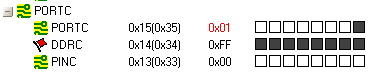 PORTC
PORTC 0x15(0x35) 0x01
DDRC 0x14(0x34) 0xFF
PINC 0x13(0x33) 0x00